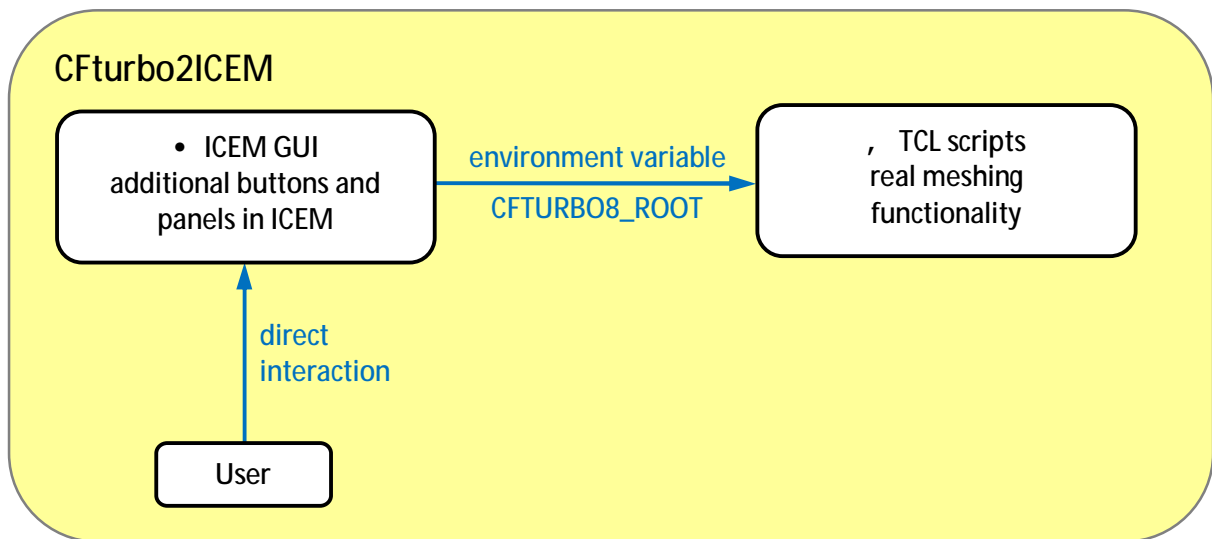 CFturbo2ICEM
• ICEM GUI
additional buttons and
panels in ICEM
environment variable
CFTURBO8_ROOT
, TCL scripts
real meshing
functionality
direct
interaction
User